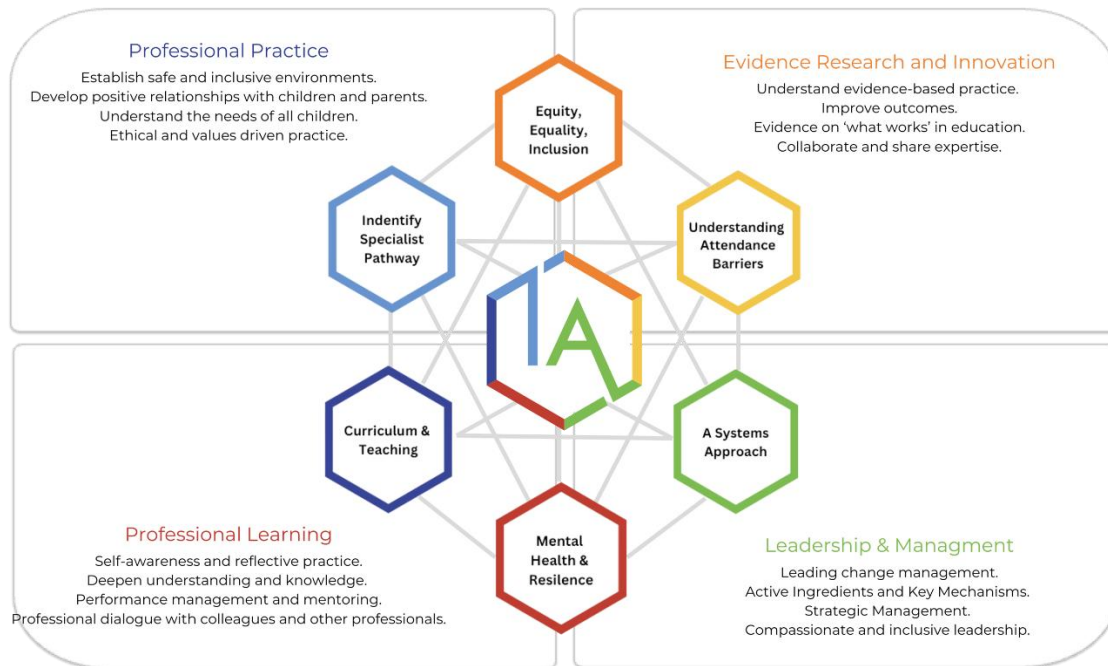 Professional Practice
Establish safe and inclusive environments.
Develop positive relationships with children and parents.
Understand the needs of all children.
Ethical and values driven practice.
Evidence Research and Innovation
Understand evidence-based practice.
Improve outcomes.
Evidence on ‘what works’ in education.
Collaborate and share expertise.
Equity,
Equality,
Inclusion
Indentify
Specialist
Pathway
Understanding
Attendance
Barriers
1A
Curriculum &
Teaching
A Systems
Approach
Mental
Health &
Resilence
Professional Learning
Self-awareness and reflective practice.
Deepen understanding and knowledge.
Performance management and mentoring.
Professional dialogue with colleagues and other professionals.
Leadership & Managment
Leading change management.
Active Ingredients and Key Mechanisms.
Strategic Management.
Compassionate and inclusive leadership.